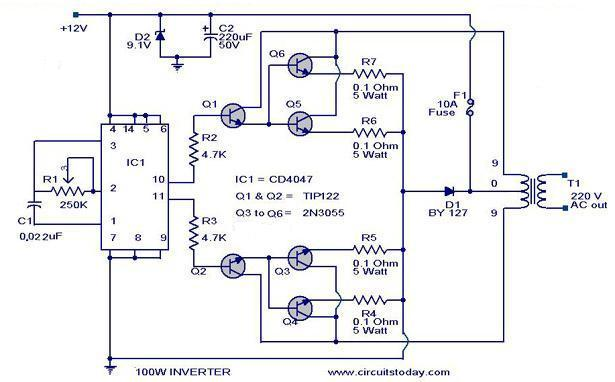 +12V
D2
9.1V
+
C2
220uF
50V
Q6
R7
0.1 Ohm
5 Watt
F1
10A
Fuse
Q1
Q5
R6
0.1 Ohm
5 Watt
4 14 5 6
3
R2
4.7K
IC1
R1
3
2
250K
10
11
IC1 = CD4047
Q1 & Q2 = TIP122
Q3 to Q6 = 2N3055
9
0
9
T1
220 V
AC out
D1
BY 127
C1
0,022uF
1
7 8 9
R3
4.7K
Q2
Q3
R5
0.1 Ohm
5 Watt
Q4
R4
0.1 Ohm
5 Watt
100W INVERTER
www.circuitstoday.com